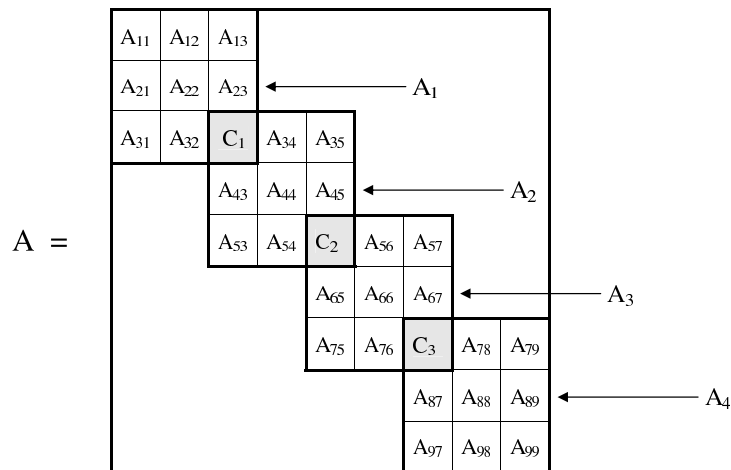 A₁₁ A₁₂ A₁₃
A₂₁ A₂₂ A₂₃ A₁
A₃₁ A₃₂ C₁ A₃₄ A₃₅
A₄₃ A₄₄ A₄₅ A₂
A = A₅₃ A₅₄ C₂ A₅₆ A₅₇
A₆₅ A₆₆ A₆₇ A₃
A₇₅ A₇₆ C₃ A₇₈ A₇₉
A₈₇ A₈₈ A₈₉ A₄
A₉₇ A₉₈ A₉₉